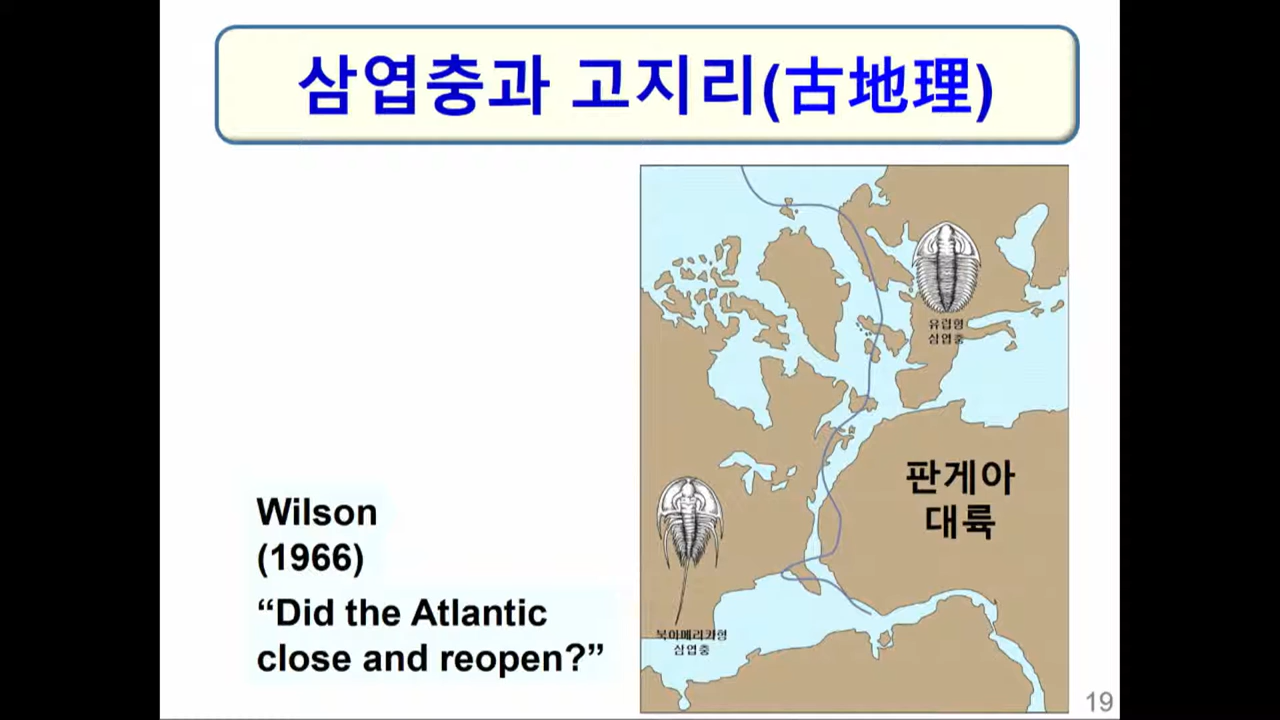 삼엽충과 고지리(古地理)
유럽형
삼엽충
판게아
대륙
Wilson
(1966)
“Did the Atlantic
close and reopen?”
북아메리카형
삼엽충
19